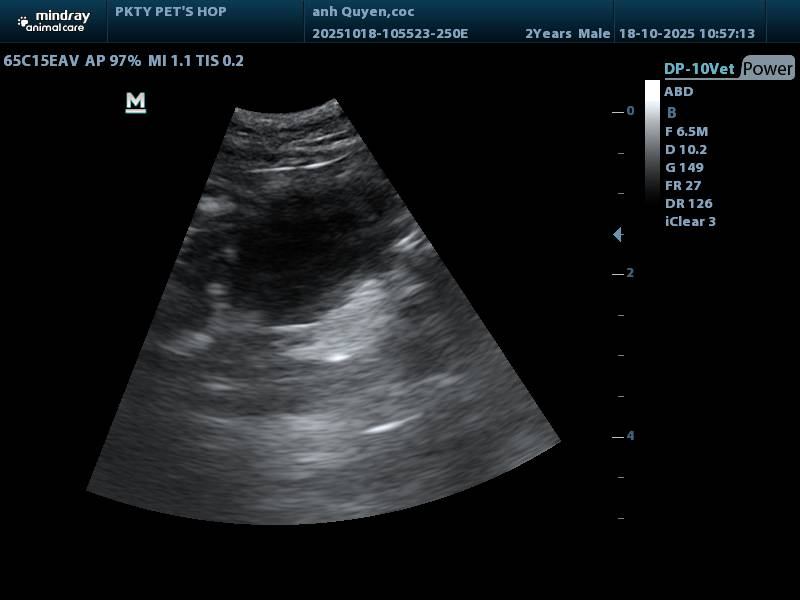 mindray
animal care
PKTY PET'S HOP
anh Quyen,coc
20251018-105523-250E
2Years Male
18-10-2025 10:57:13
65C15EAV AP 97% MI 1.1 TIS 0.2
DP-10Vet
Power
M
ABD
B
F 6.5M
D 10.2
G 149
FR 27
DR 126
iClear 3
0
2
4